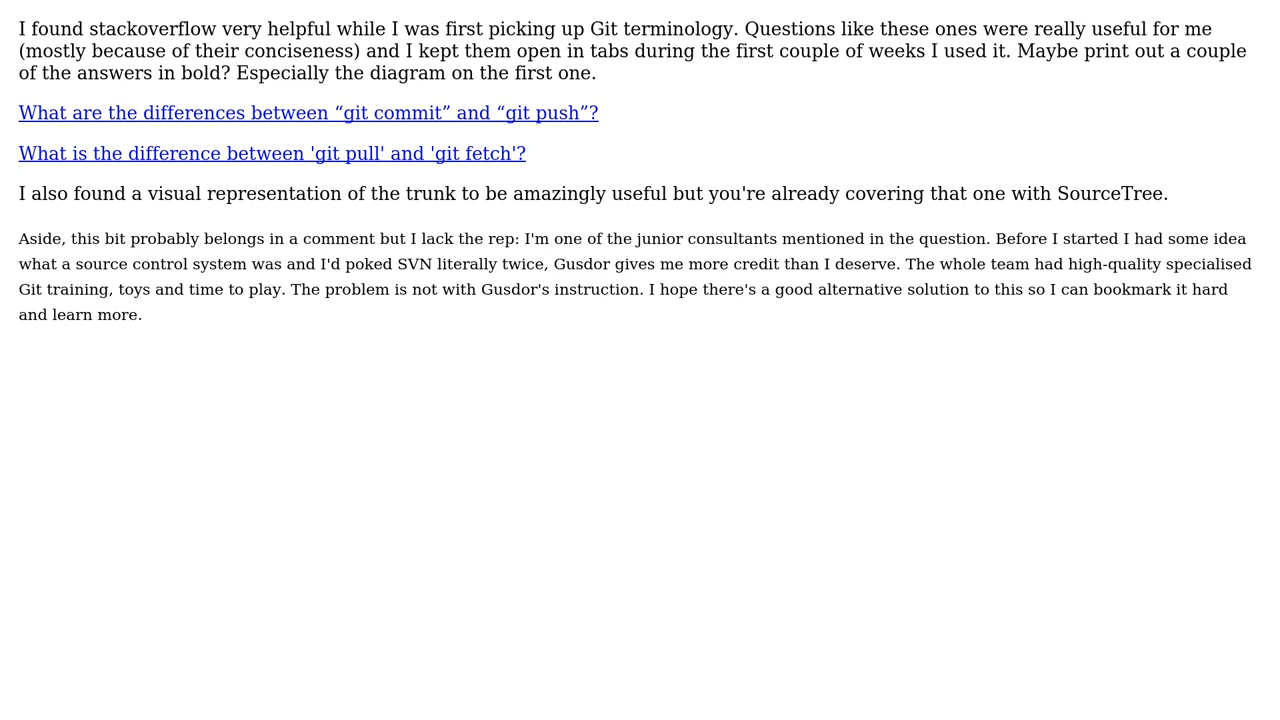 I found stackoverflow very helpful while I was first picking up Git terminology. Questions like these ones were really useful for me
(mostly because of their conciseness) and I kept them open in tabs during the first couple of weeks I used it. Maybe print out a couple
of the answers in bold? Especially the diagram on the first one.
What are the differences between “git commit” and “git push”?
What is the difference between 'git pull' and 'git fetch'?
I also found a visual representation of the trunk to be amazingly useful but you're already covering that one with SourceTree.
Aside, this bit probably belongs in a comment but I lack the rep: I'm one of the junior consultants mentioned in the question. Before I started I had some idea
what a source control system was and I'd poked SVN literally twice, Gusdor gives me more credit than I deserve. The whole team had high-quality specialised
Git training, toys and time to play. The problem is not with Gusdor's instruction. I hope there's a good alternative solution to this so I can bookmark it hard
and learn more.